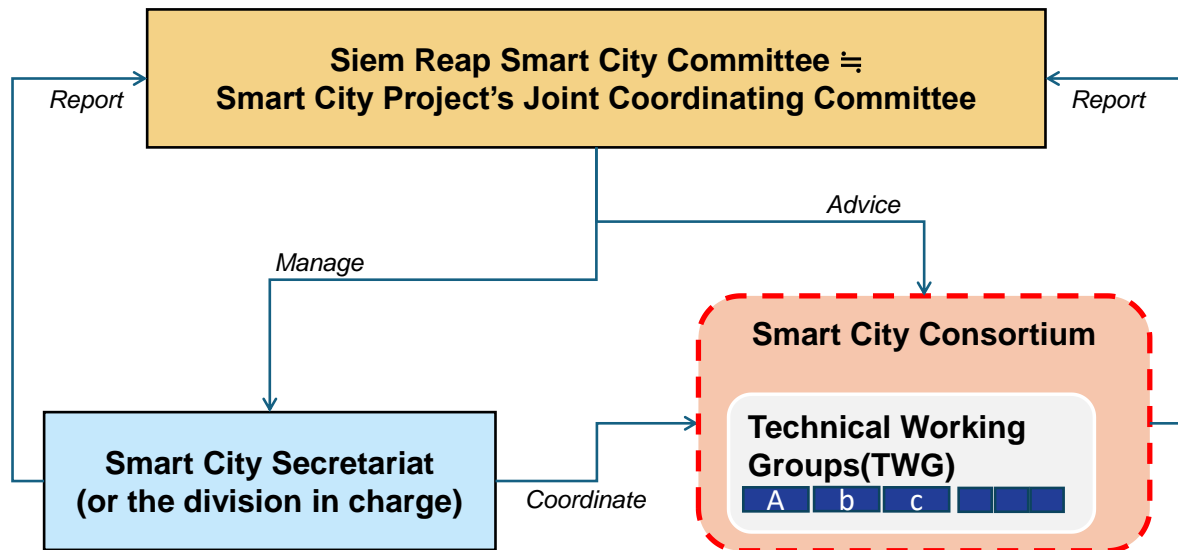 Siem Reap Smart City Committee ≒
Smart City Project’s Joint Coordinating Committee
Report
Report
Advice
Manage
Smart City Consortium
Technical Working
Groups(TWG)
A b c
Smart City Secretariat
(or the division in charge)
Coordinate